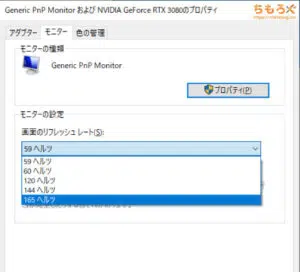 ちもろぐ
Generic PnP Monitor および NVIDIA GeForce RTX 3080のプロパティ
アダプター モニター 色の管理
モニターの種類
Generic PnP Monitor
プロパティ(P)
モニターの設定
画面のリフレッシュ レート(S):
59 ヘルツ
59 ヘルツ
60 ヘルツ
120 ヘルツ
144 ヘルツ
165 ヘルツ